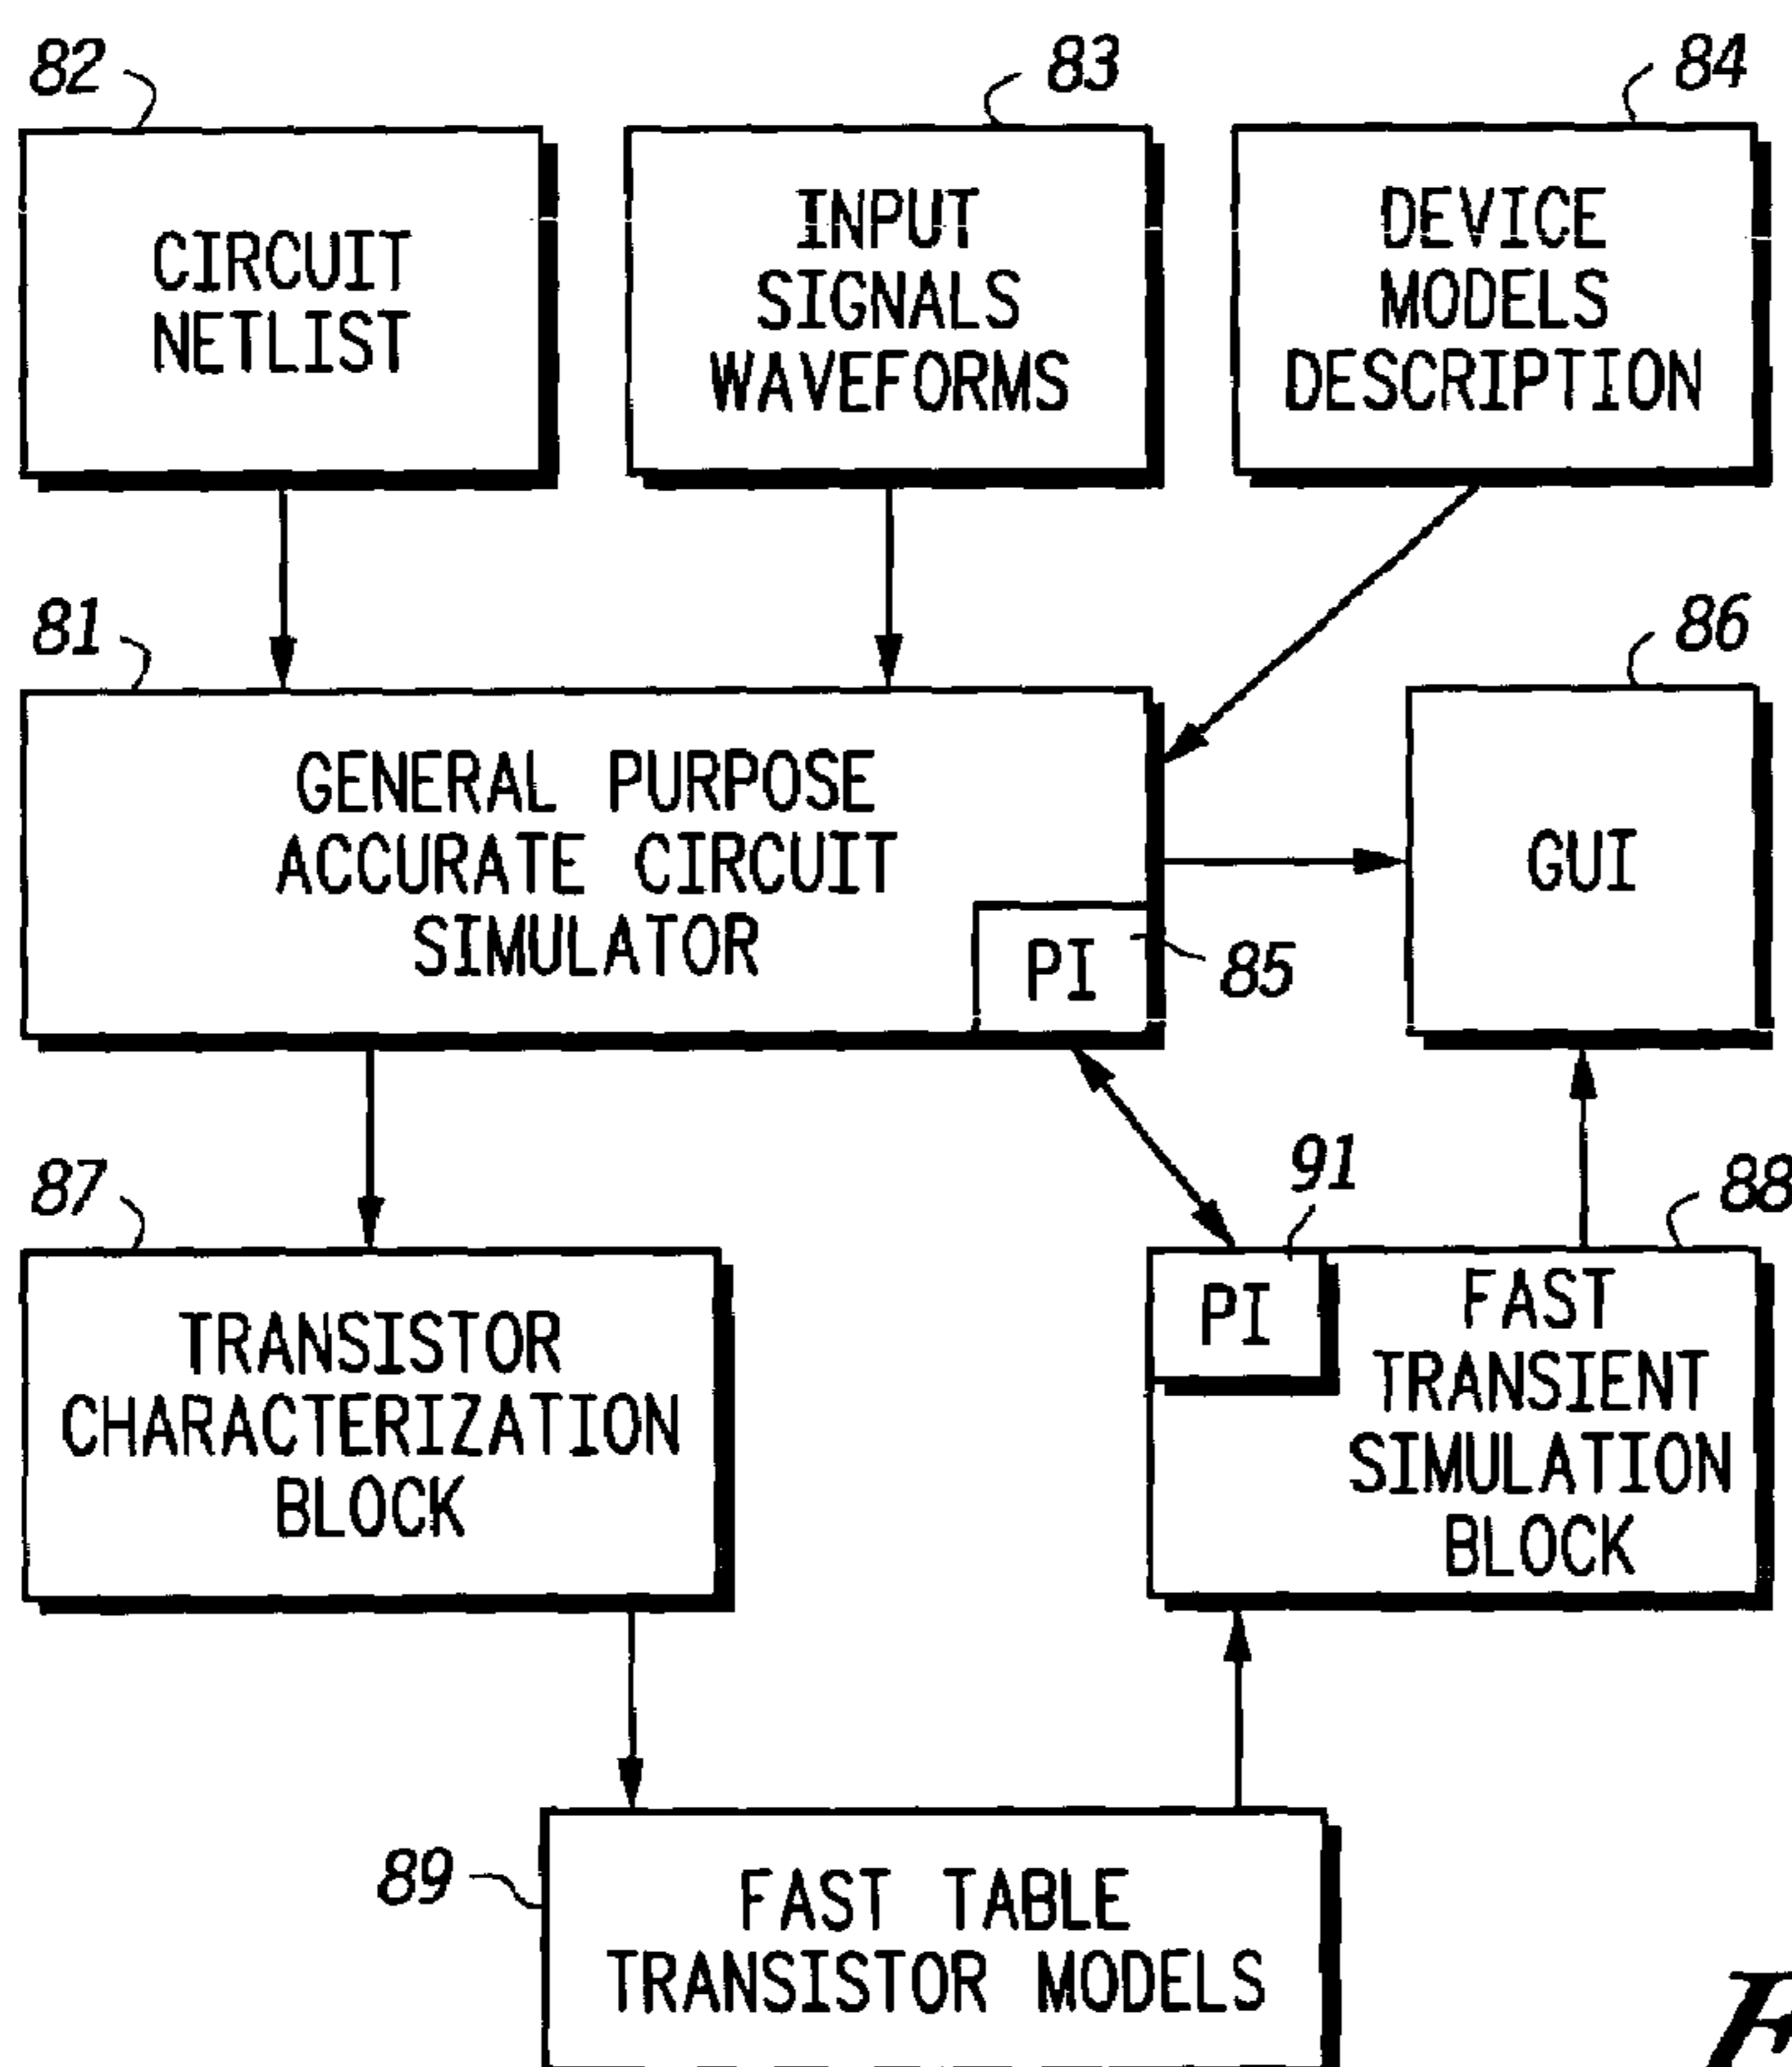 82
83
84
CIRCUIT
NETLIST
INPUT
SIGNALS
WAVEFORMS
DEVICE
MODELS
DESCRIPTION
81
86
GENERAL PURPOSE
ACCURATE CIRCUIT
SIMULATOR
PI
85
GUI
87
91
88
TRANSISTOR
CHARACTERIZATION
BLOCK
PI
FAST
TRANSIENT
SIMULATION
BLOCK
89
FAST TABLE
TRANSISTOR MODELS